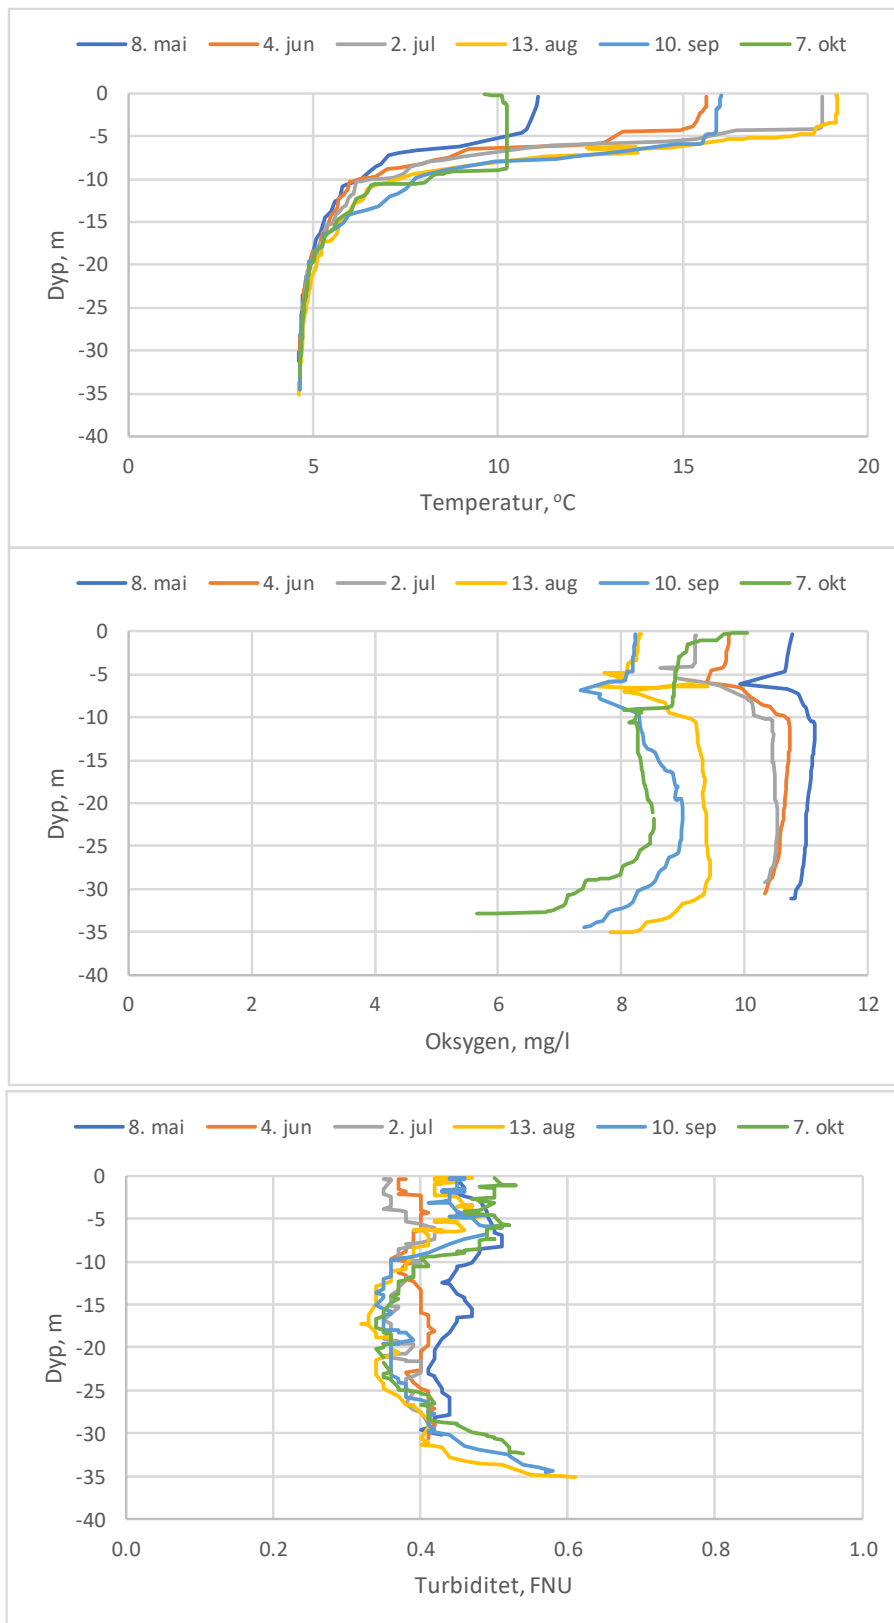 8. mai 4. jun 2. jul 13. aug 10. sep 7. okt
0
-5
-10
-15
-20
-25
-30
-35
-40
Dyp, m
0 5 10 15 20
Temperatur, °C
8. mai 4. jun 2. jul 13. aug 10. sep 7. okt
0
-5
-10
-15
-20
-25
-30
-35
-40
Dyp, m
0 2 4 6 8 10 12
Oksygen, mg/l
8. mai 4. jun 2. jul 13. aug 10. sep 7. okt
0
-5
-10
-15
-20
-25
-30
-35
-40
Dyp, m
0.0 0.2 0.4 0.6 0.8 1.0
Turbiditet, FNU